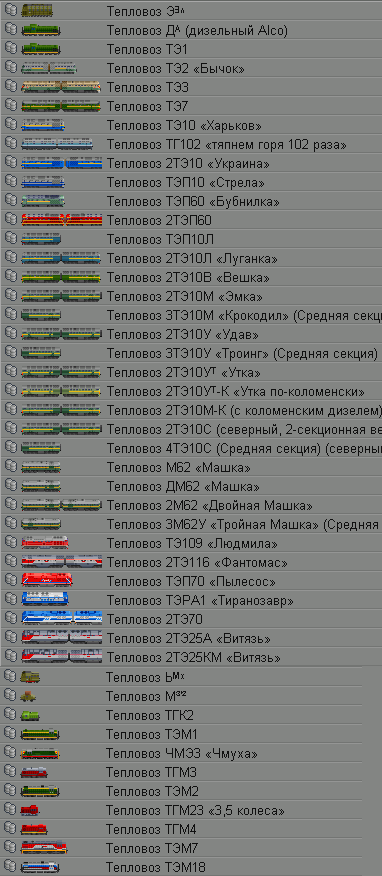 Тепловоз Ээл
Тепловоз Дᴬ (дизельный Alco)
Тепловоз ТЭ1
Тепловоз ТЭ2 «Бычок»
Тепловоз ТЭ3
Тепловоз ТЭ7
Тепловоз ТЭ10 «Харьков»
Тепловоз ТГ102 «тяпнем горя 102 раза»
Тепловоз 2ТЭ10 «Украина»
Тепловоз ТЭП10 «Стрела»
Тепловоз ТЭП60 «Бубнилка»
Тепловоз 2ТЭП60
Тепловоз ТЭП10Л
Тепловоз 2ТЭ10Л «Луганка»
Тепловоз 2ТЭ10В «Вешка»
Тепловоз 2ТЭ10М «Эмка»
Тепловоз 3ТЭ10М «Крокодил» (Средняя секц
Тепловоз 2ТЭ10У «Удав»
Тепловоз 3ТЭ10У «Троинг» (Средняя секция)
Тепловоз 2ТЭ10Уᵀ «Утка»
Тепловоз 2ТЭ10Уᵀ-К «Утка по-коломенски»
Тепловоз 2ТЭ10М-К (с коломенским дизелем)
Тепловоз 2ТЭ10С (северный, 2-секционная ве
Тепловоз 4ТЭ10С (Средняя секция) (северны
Тепловоз М62 «Машка»
Тепловоз ДМ62 «Машка»
Тепловоз 2М62 «Двойная Машка»
Тепловоз 3М62У «Тройная Машка» (Средняя
Тепловоз ТЭ109 «Людмила»
Тепловоз 2ТЭ116 «Фантомас»
Тепловоз ТЭП70 «Пылесос»
Тепловоз ТЭРА1 «Тиранозавр»
Тепловоз 2ТЭ70
Тепловоз 2ТЭ25А «Витязь»
Тепловоз 2ТЭ25КМ «Витязь»
Тепловоз
Тепловоз
Тепловоз ТГК2
Тепловоз ТЭМ1
Тепловоз ЧМЭ3 «Чмуха»
Тепловоз ТГМ3
Тепловоз ТЭМ2
Тепловоз ТГМ23 «3,5 колеса»
Тепловоз ТГМ4
Тепловоз ТЭМ7
Тепловоз ТЭМ18